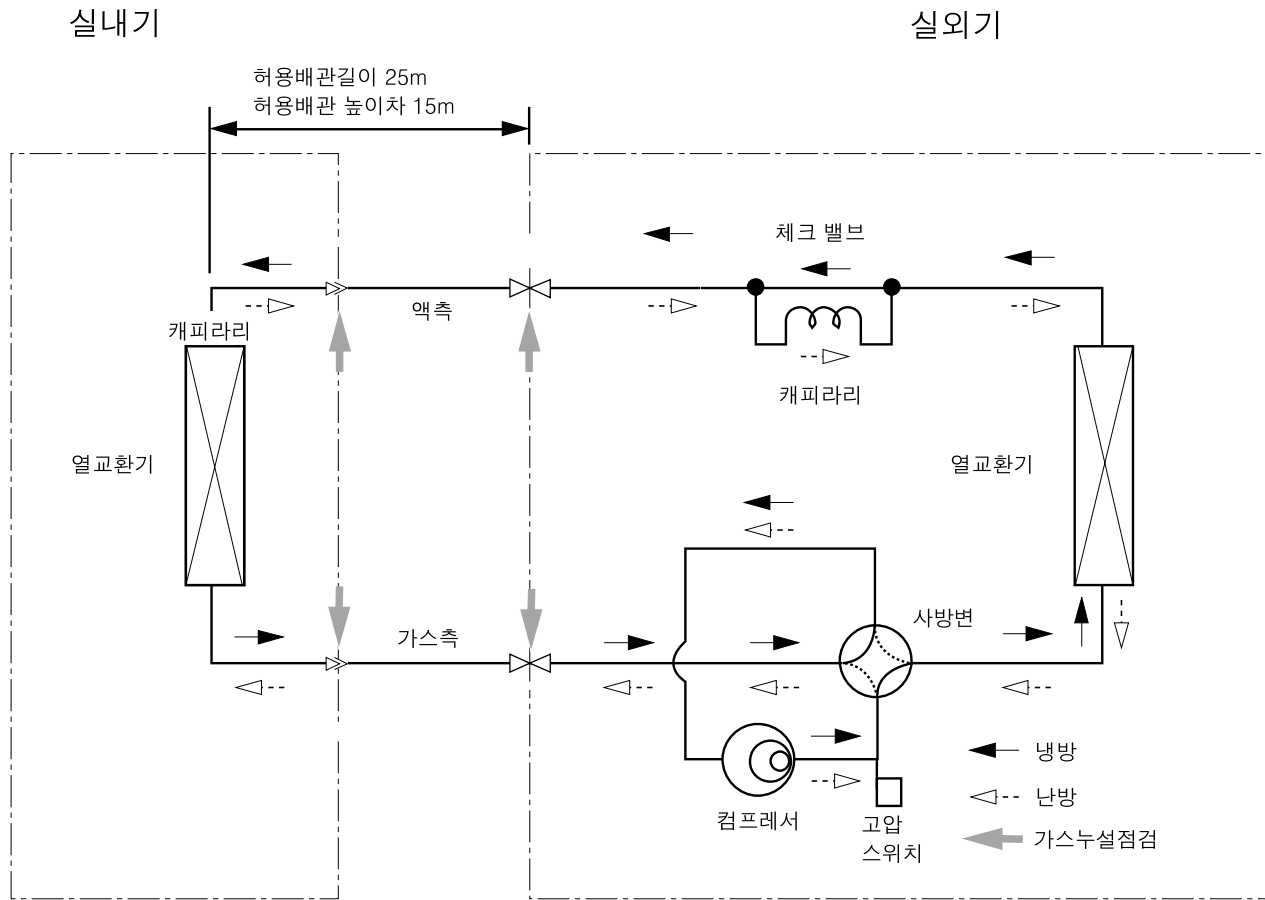 실내기
실외기
허용배관길이 25m
허용배관 높이차 15m
체크 밸브
액측
캐피라리
캐피라리
열교환기
열교환기
사방변
가스측
냉방
난방
컴프레서
고압
스위치
가스누설점검